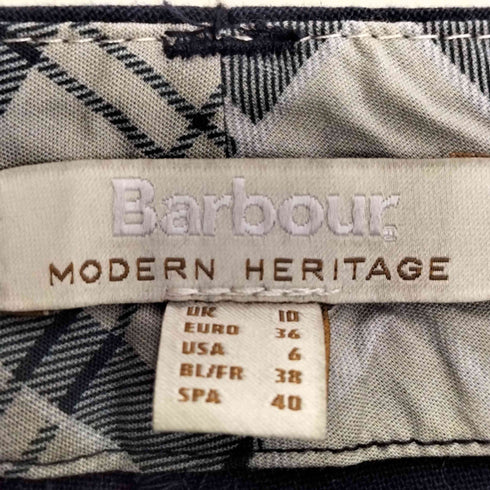 Barbour
MODERN HERITAGE
UK 10
EURO 36
USA 6
BL/FR 38
SPA 40